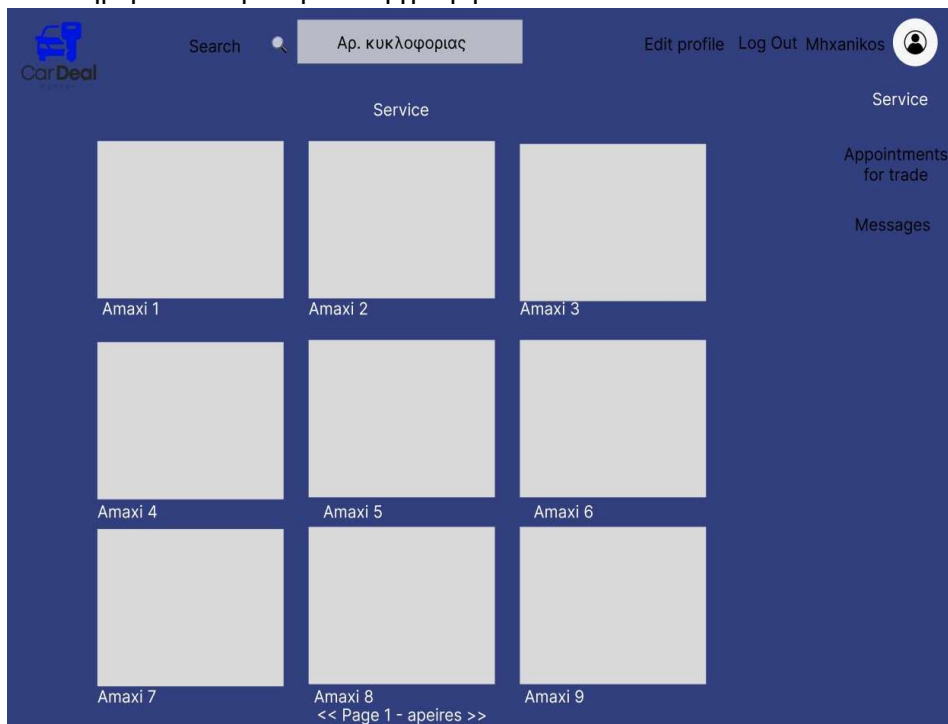 Search
Αρ. κυκλοφοριας
Edit profile
Log Out
Mhxanikos
CarDeal
Service
Service
Appointments
for trade
Messages
Amaxi 1
Amaxi 2
Amaxi 3
Amaxi 4
Amaxi 5
Amaxi 6
Amaxi 7
Amaxi 8
Amaxi 9
<< Page 1 - apeires >>